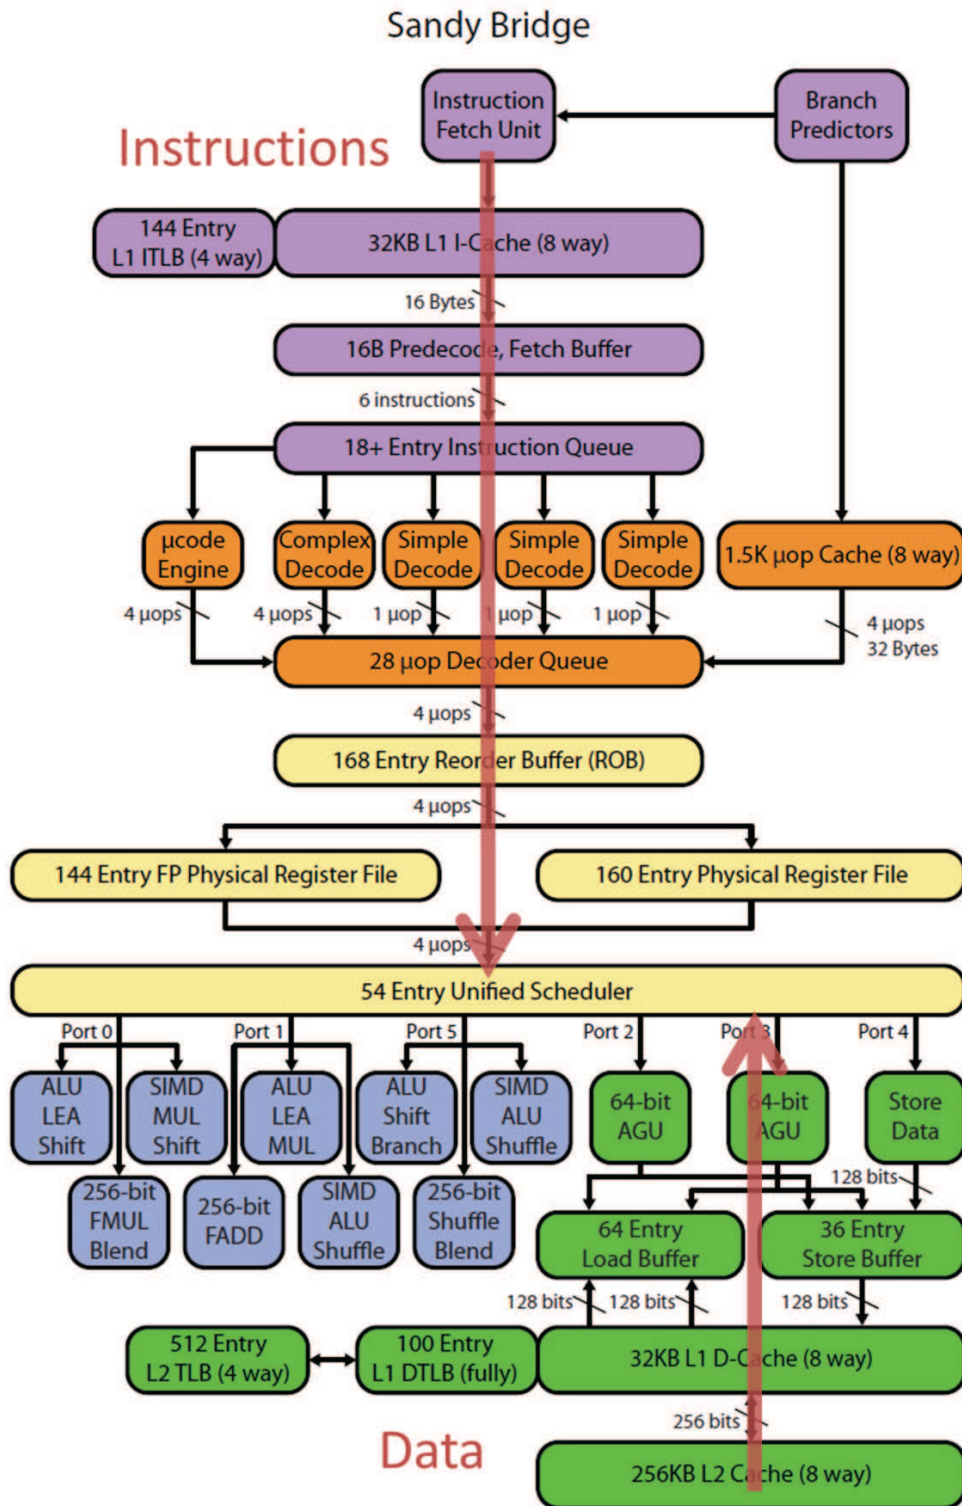 Sandy Bridge
Instruction
Fetch Unit
Branch
Predictors
Instructions
144 Entry
L1 ITLB (4 way)
32KB L1 I-Cache (8 way)
16 Bytes
16B Predecode, Fetch Buffer
6 instructions
18+ Entry Instruction Queue
µcode
Engine
Complex
Decode
Simple
Decode
Simple
Decode
Simple
Decode
1.5K µop Cache (8 way)
4 µops
4 µops
1 µop
1 µop
1 µop
4 µops
32 Bytes
28 µop Decoder Queue
4 µops
168 Entry Reorder Buffer (ROB)
4 µops
144 Entry FP Physical Register File
160 Entry Physical Register File
4 µops
54 Entry Unified Scheduler
Port 0
Port 1
Port 5
Port 2
Port 3
Port 4
ALU
LEA
Shift
SIMD
MUL
Shift
ALU
LEA
MUL
ALU
Shift
Branch
SIMD
ALU
Shuffle
64-bit
AGU
64-bit
AGU
Store
Data
256-bit
FMUL
Blend
256-bit
FADD
SIMD
ALU
Shuffle
256-bit
Shuffle
Blend
128 bits
64 Entry
Load Buffer
36 Entry
Store Buffer
128 bits
128 bits
128 bits
512 Entry
L2 TLB (4 way)
100 Entry
L1 DTLB (fully)
32KB L1 D-Cache (8 way)
256 bits
Data
256KB L2 Cache (8 way)